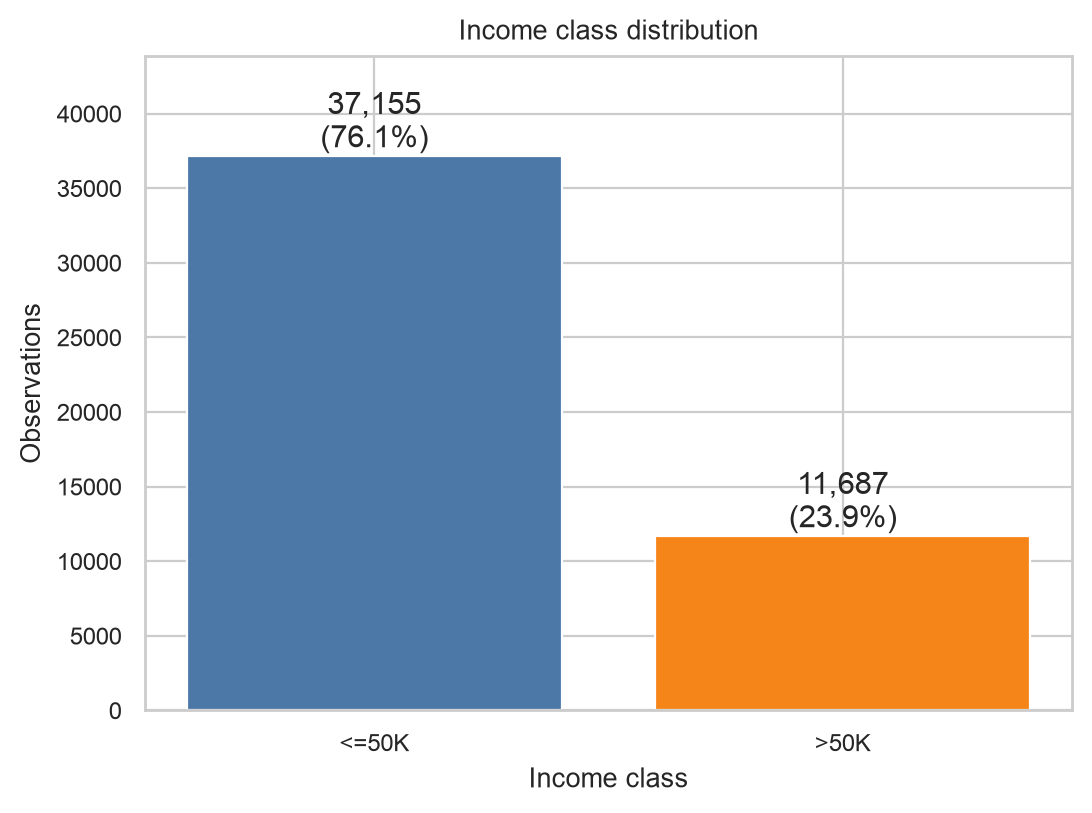 Income class distribution
Observations
40000
35000
30000
25000
20000
15000
10000
5000
0
37,155
(76.1%)
11,687
(23.9%)
<=50K
>50K
Income class